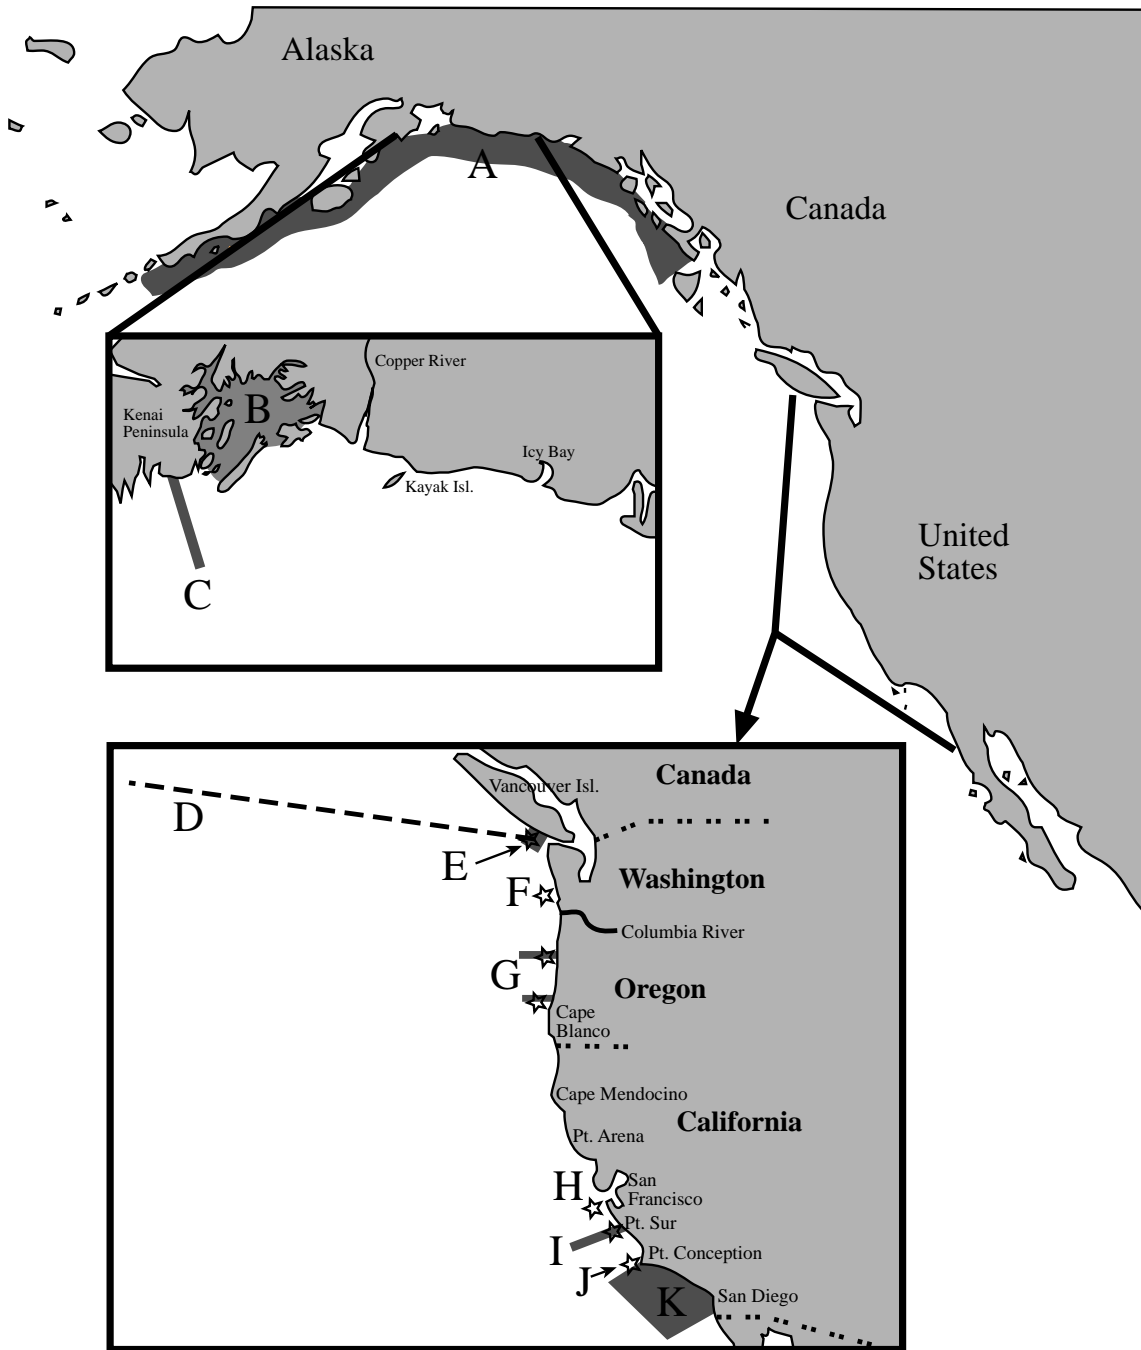 Alaska
A
Canada
Copper River
B
Kenai
Peninsula
Icy Bay
Kayak Isl.
C
United
States
Canada
Vancouver Isl.
D
E
Washington
F
Columbia River
G
Oregon
Cape
Blanco
Cape Mendocino
California
Pt. Arena
H
San
Francisco
Pt. Sur
I
Pt. Conception
J
K
San Diego